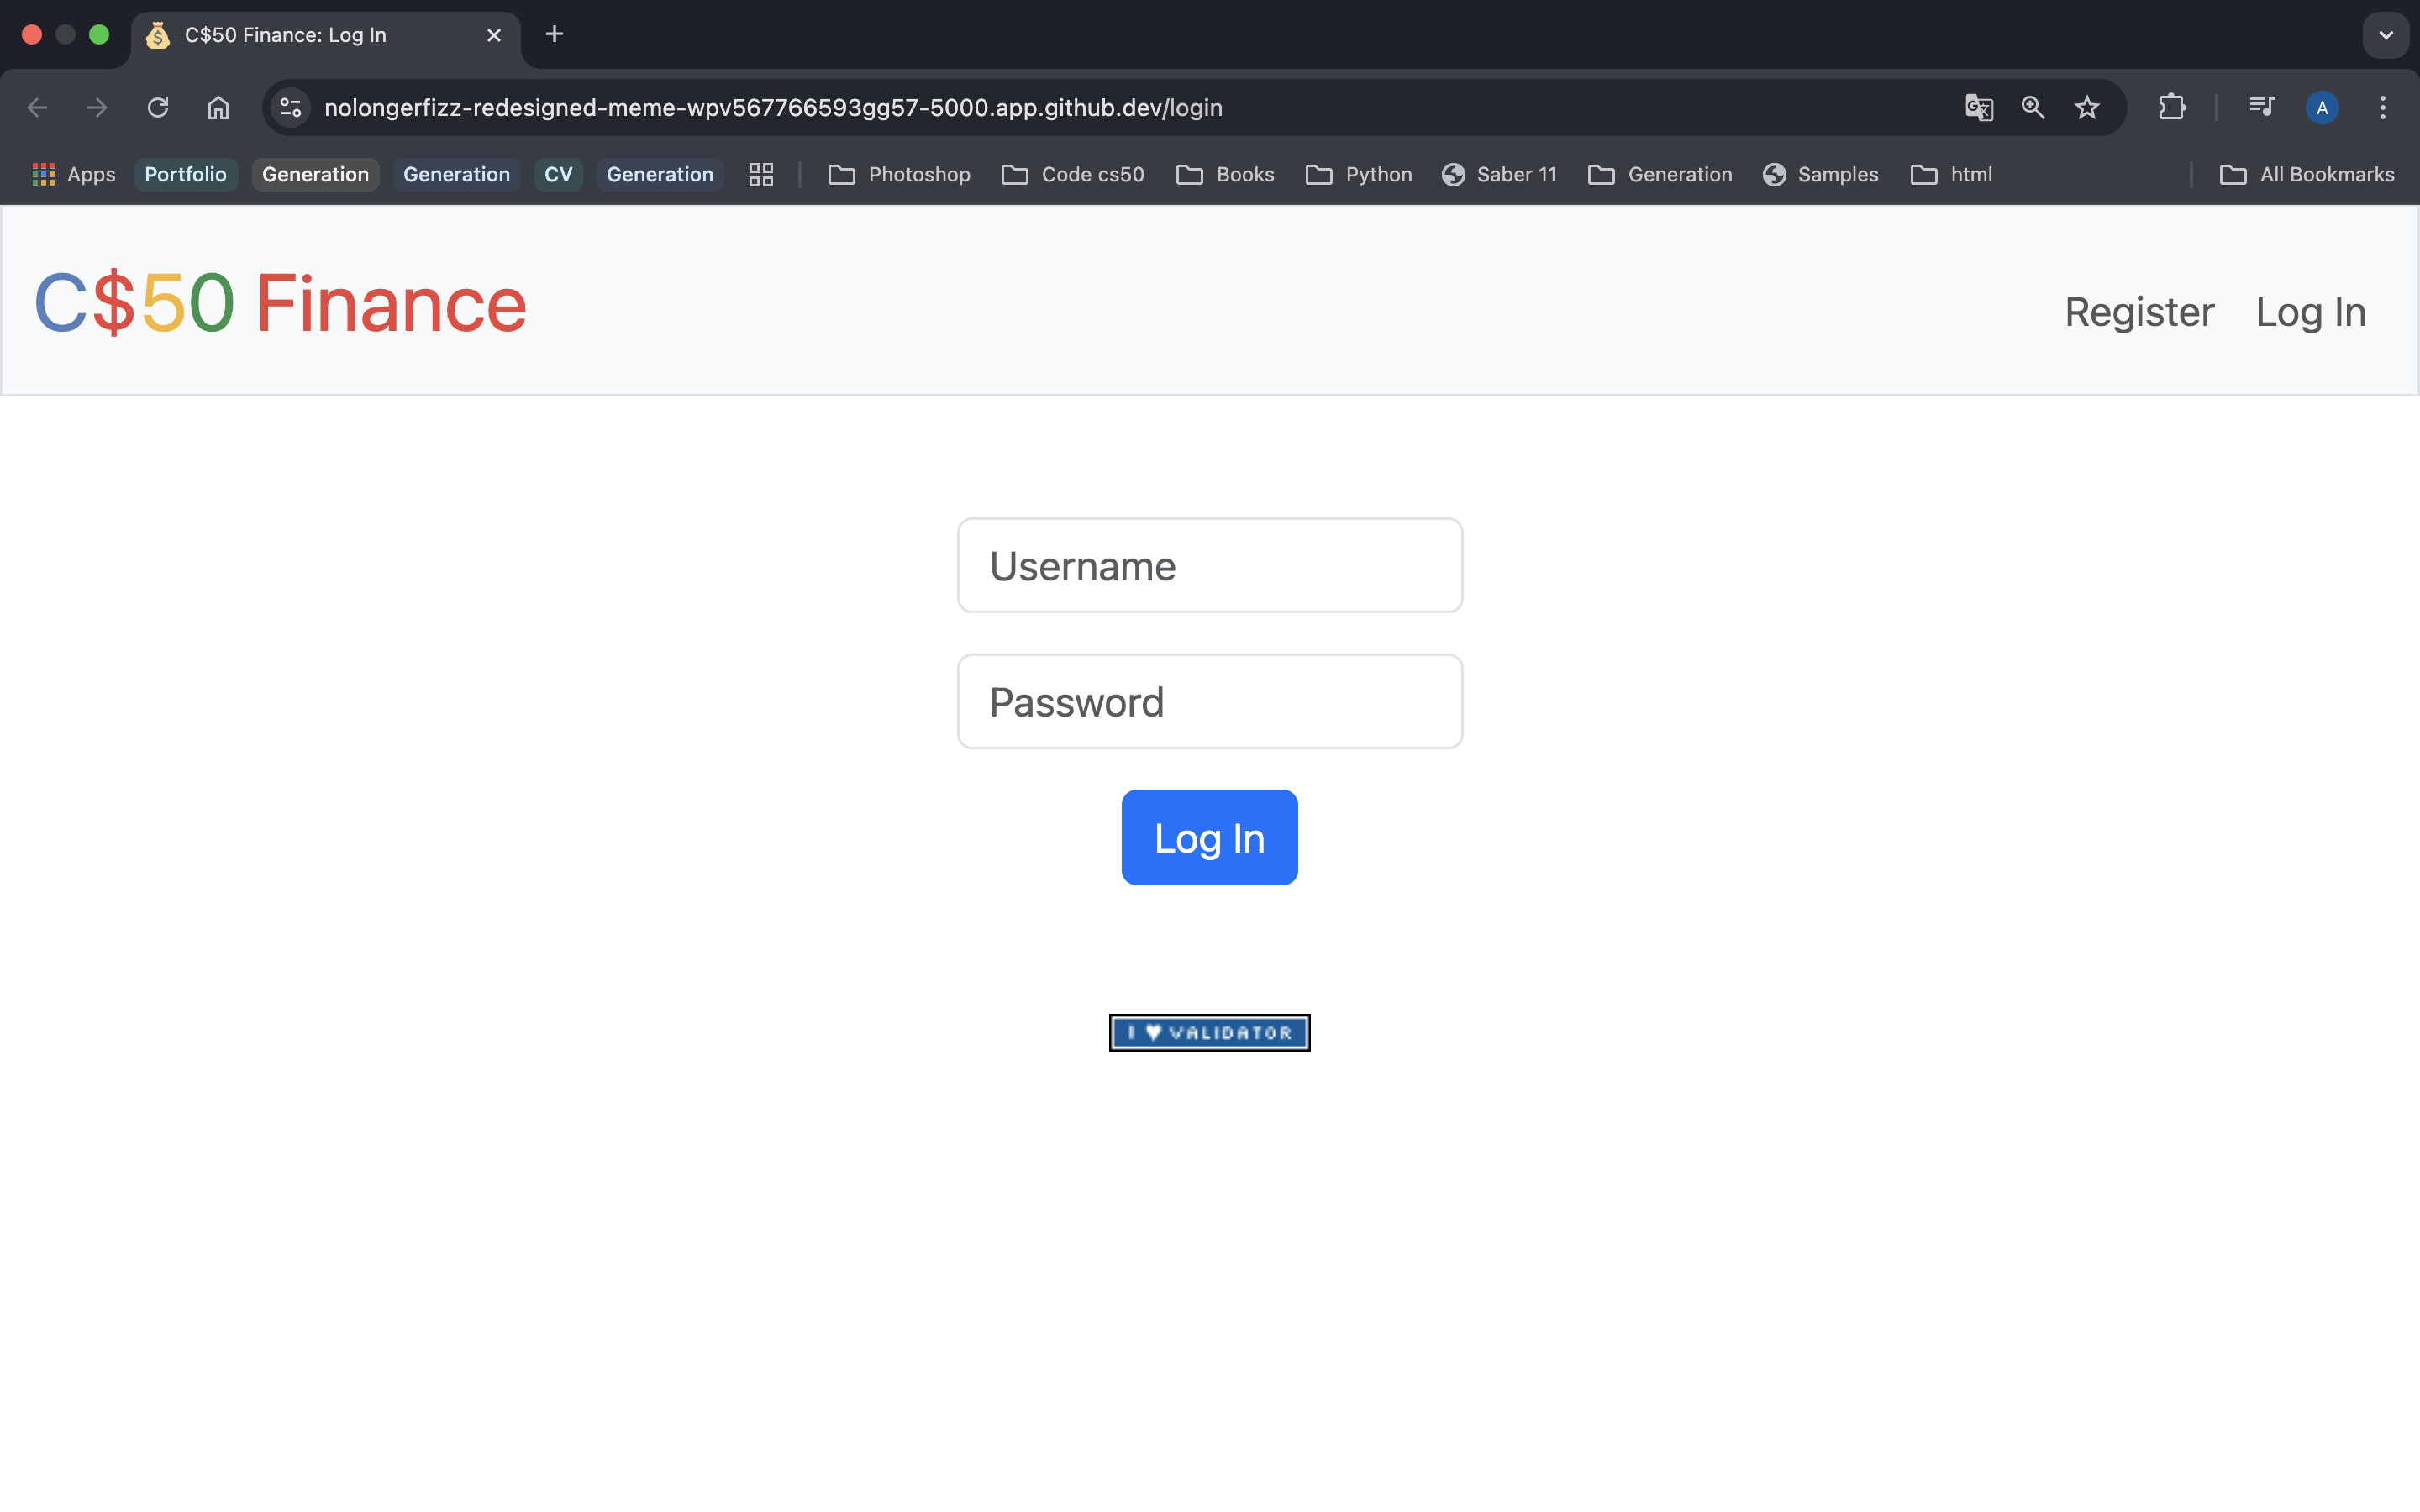 C$50 Finance: Log In
nolongerfizz-redesigned-meme-wpv567766593gg57-5000.app.github.dev/login
A
Apps Portfolio Generation Generation CV Generation Photoshop Code cs50 Books Python Saber 11 Generation Samples html All Bookmarks
C$50 Finance Register Log In
Username
Password
Log In
I ♥ VALIDATOR